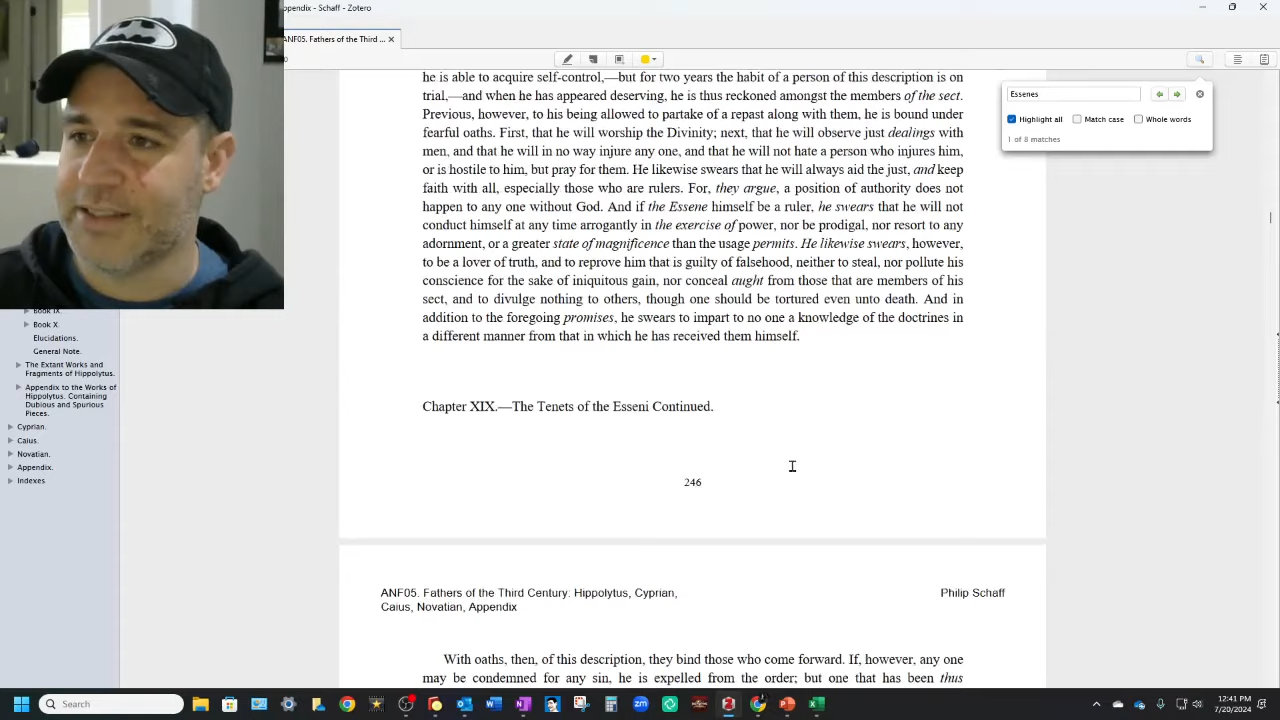 ppendix - Schaff - Zotero
ANF05. Fathers of the Third ...
he is able to acquire self-control,—but for two years the habit of a person of this description is on
trial,—and when he has appeared deserving, he is thus reckoned amongst the members of the sect.
Previous, however, to his being allowed to partake of a repast along with them, he is bound under
fearful oaths. First, that he will worship the Divinity; next, that he will observe just dealings with
men, and that he will in no way injure any one, and that he will not hate a person who injures him,
or is hostile to him, but pray for them. He likewise swears that he will always aid the just, and keep
faith with all, especially those who are rulers. For, they argue, a position of authority does not
happen to any one without God. And if the Essene himself be a ruler, he swears that he will not
conduct himself at any time arrogantly in the exercise of power, nor be prodigal, nor resort to any
adornment, or a greater state of magnificence than the usage permits. He likewise swears, however,
to be a lover of truth, and to reprove him that is guilty of falsehood, neither to steal, nor pollute his
conscience for the sake of iniquitous gain, nor conceal aught from those that are members of his
sect, and to divulge nothing to others, though one should be tortured even unto death. And in
addition to the foregoing promises, he swears to impart to no one a knowledge of the doctrines in
a different manner from that in which he has received them himself.
Chapter XIX.—The Tenets of the Esseni Continued.
246
ANF05. Fathers of the Third Century: Hippolytus, Cyprian,
Caius, Novatian, Appendix
Philip Schaff
With oaths, then, of this description, they bind those who come forward. If, however, any one
may be condemned for any sin, he is expelled from the order; but one that has been thus
Essenes
Highlight all
Match case
Whole words
1 of 8 matches
Book IX.
Book X.
Elucidations.
General Note.
The Extant Works and
Fragments of Hippolytus.
Appendix to the Works of
Hippolytus. Containing
Dubious and Spurious
Pieces.
Cyprian.
Caius.
Novatian.
Appendix.
Indexes
Search
12:41 PM
7/20/2024